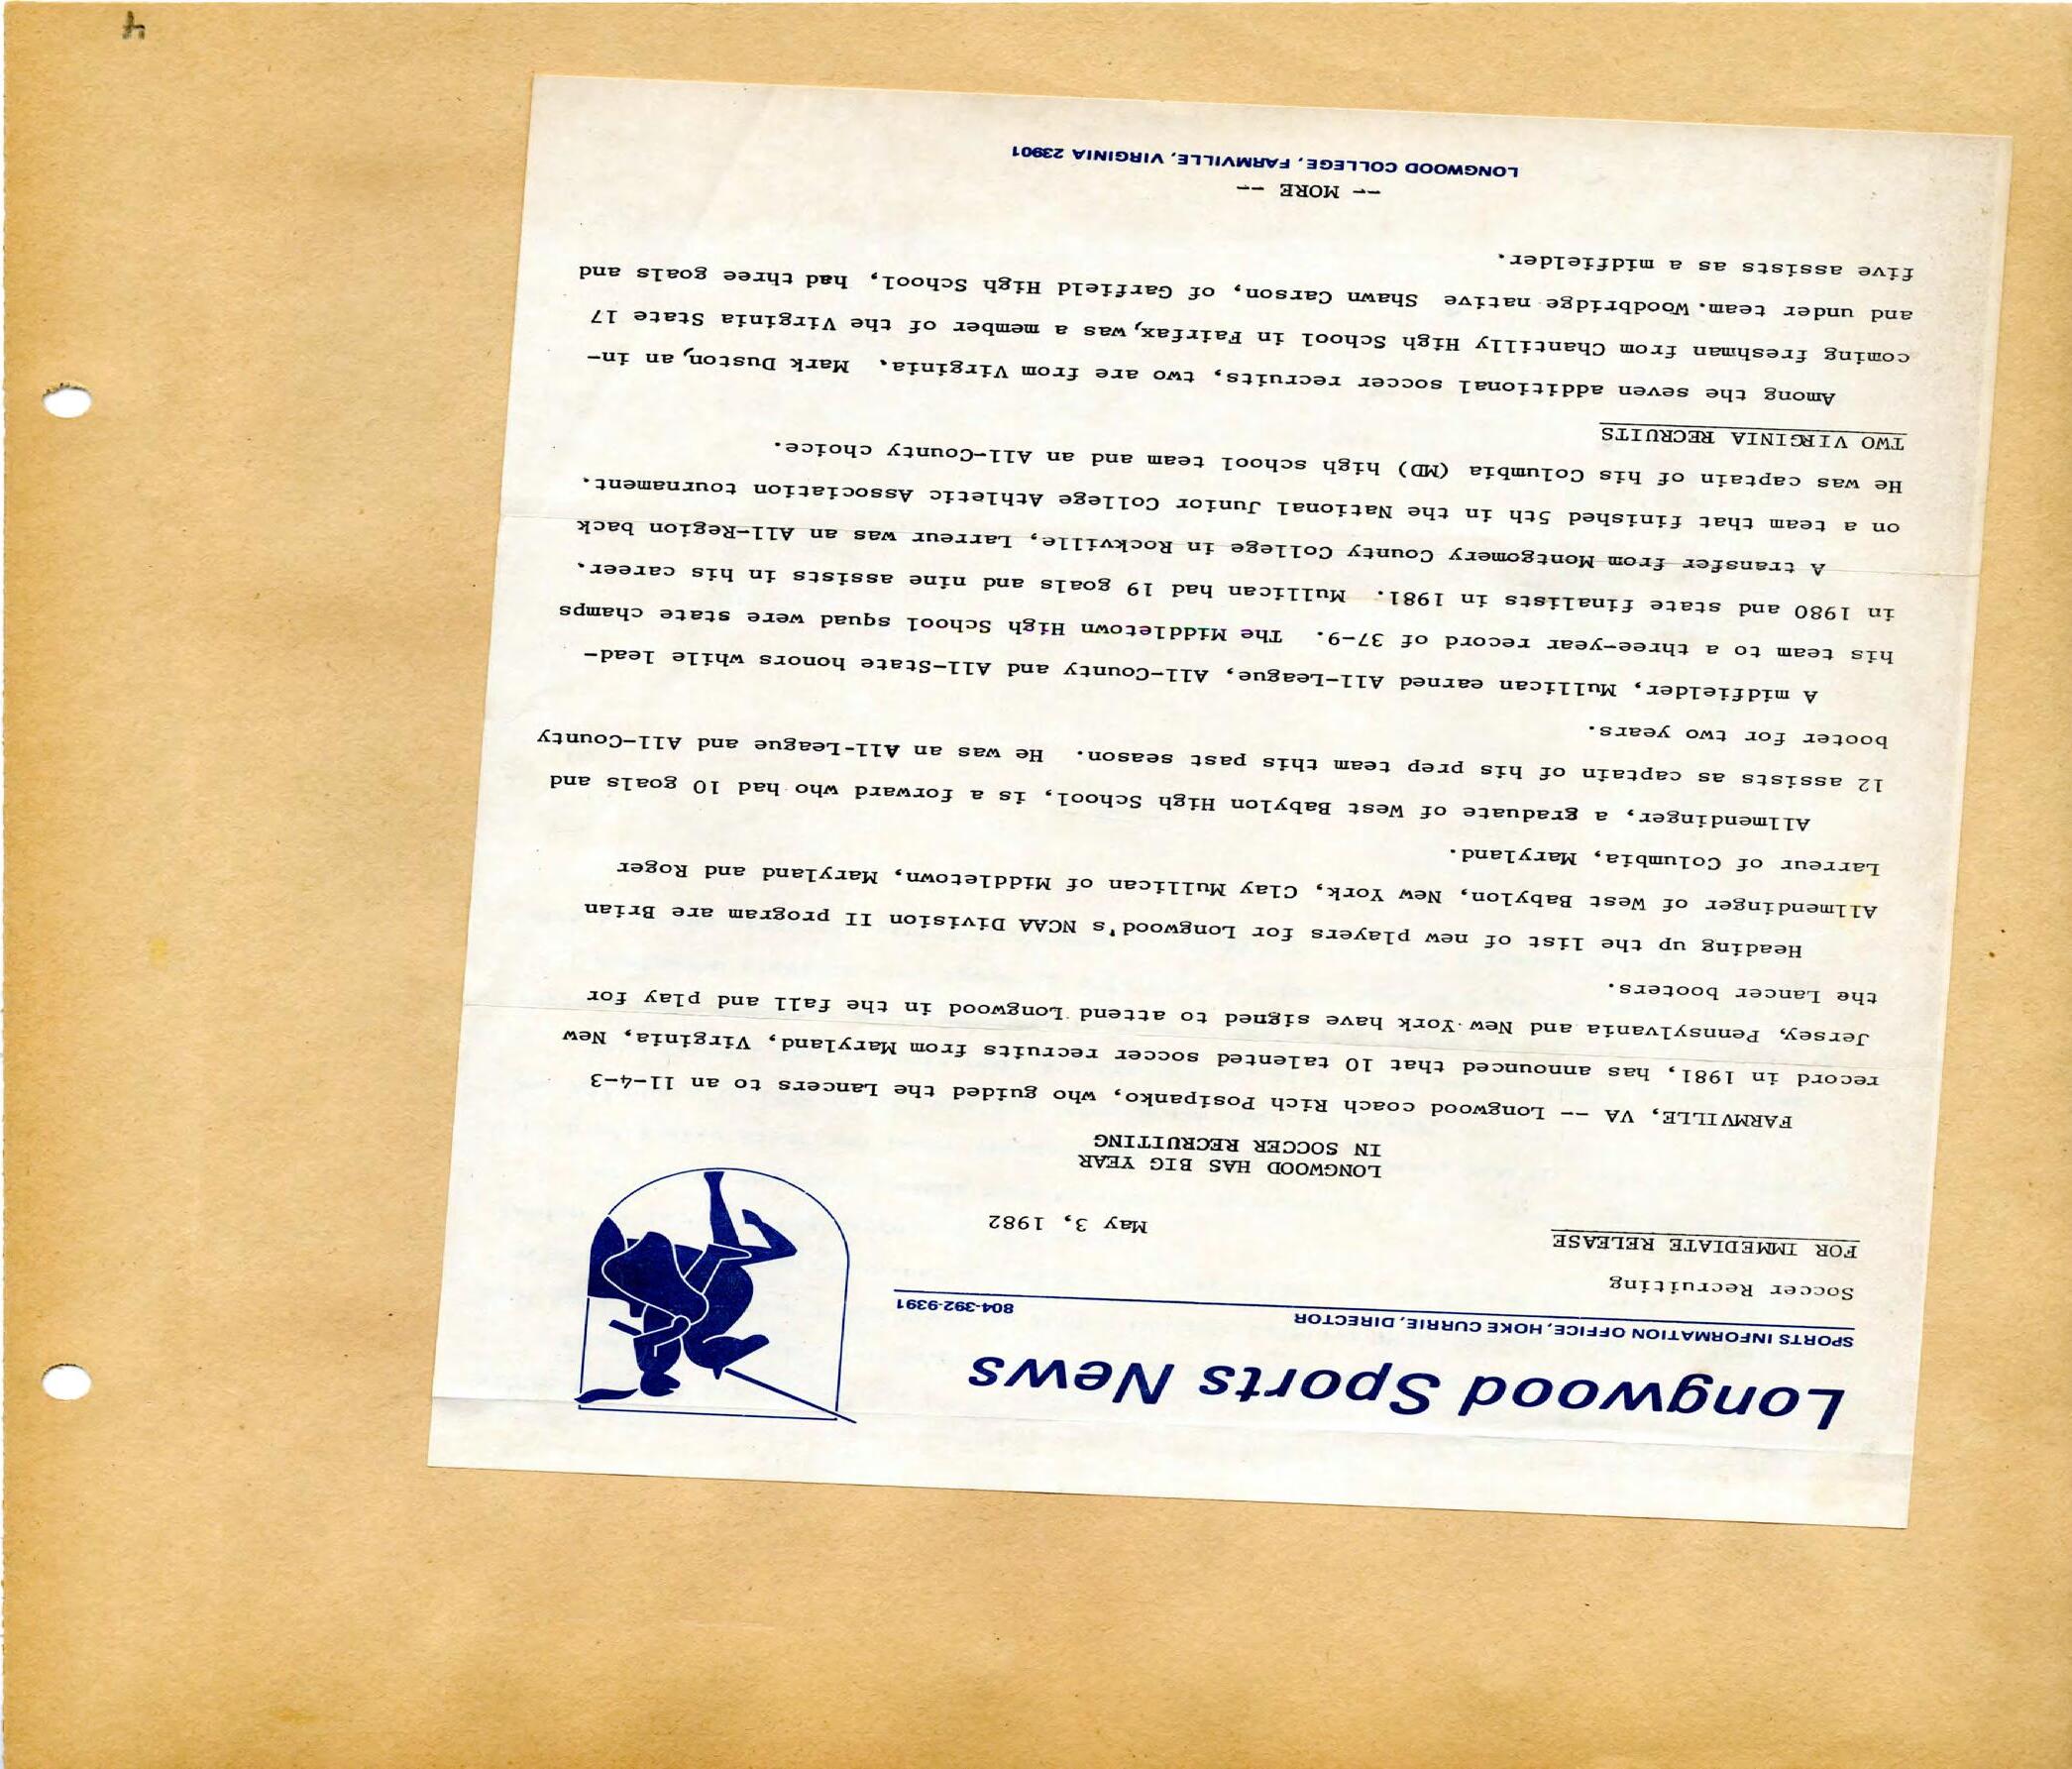 Longwood Sports News
SPORTS INFORMATION OFFICE, HOKE CURRIE, DIRECTOR 804-392-9391
Soccer Recruiting
FOR IMMEDIATE RELEASE May 3, 1982
LONGWOOD HAS BIG YEAR
IN SOCCER RECRUITING
FARMVILLE, VA -- Longwood coach Rich Posipanko, who guided the Lancers to an 11-4-3
record in 1981, has announced that 10 talented soccer recruits from Maryland, Virginia, New
Jersey, Pennsylvania and New York have signed to attend Longwood in the fall and play for
the Lancer booters.
Heading up the list of new players for Longwood's NCAA Division II program are Brian
Allmendinger of West Babylon, New York, Clay Mullican of Middletown, Maryland and Roger
Larreur of Columbia, Maryland.
Allmendinger, a graduate of West Babylon High School, is a forward who had 10 goals and
12 assists as captain of his prep team this past season. He was an All-League and All-County
booter for two years.
A midfielder, Mullican earned All-League, All-County and All-State honors while lead-
his team to a three-year record of 37-9. The Middletown High School squad were state champs
in 1980 and state finalists in 1981. Mullican had 19 goals and nine assists in his career.
A transfer from Montgomery County College in Rockville, Larreur was an All-Region back
on a team that finished 5th in the National Junior College Athletic Association tournament.
He was captain of his Columbia (MD) high school team and an All-County choice.
TWO VIRGINIA RECRUITS
Among the seven additional soccer recruits, two are from Virginia. Mark Duston, an in-
coming freshman from Chantilly High School in Fairfax, was a member of the Virginia State 17
and under team. Woodbridge native Shawn Carson, of Garfield High School, had three goals and
five assists as a midfielder.
-- MORE --
LONGWOOD COLLEGE, FARMVILLE, VIRGINIA 23901
4